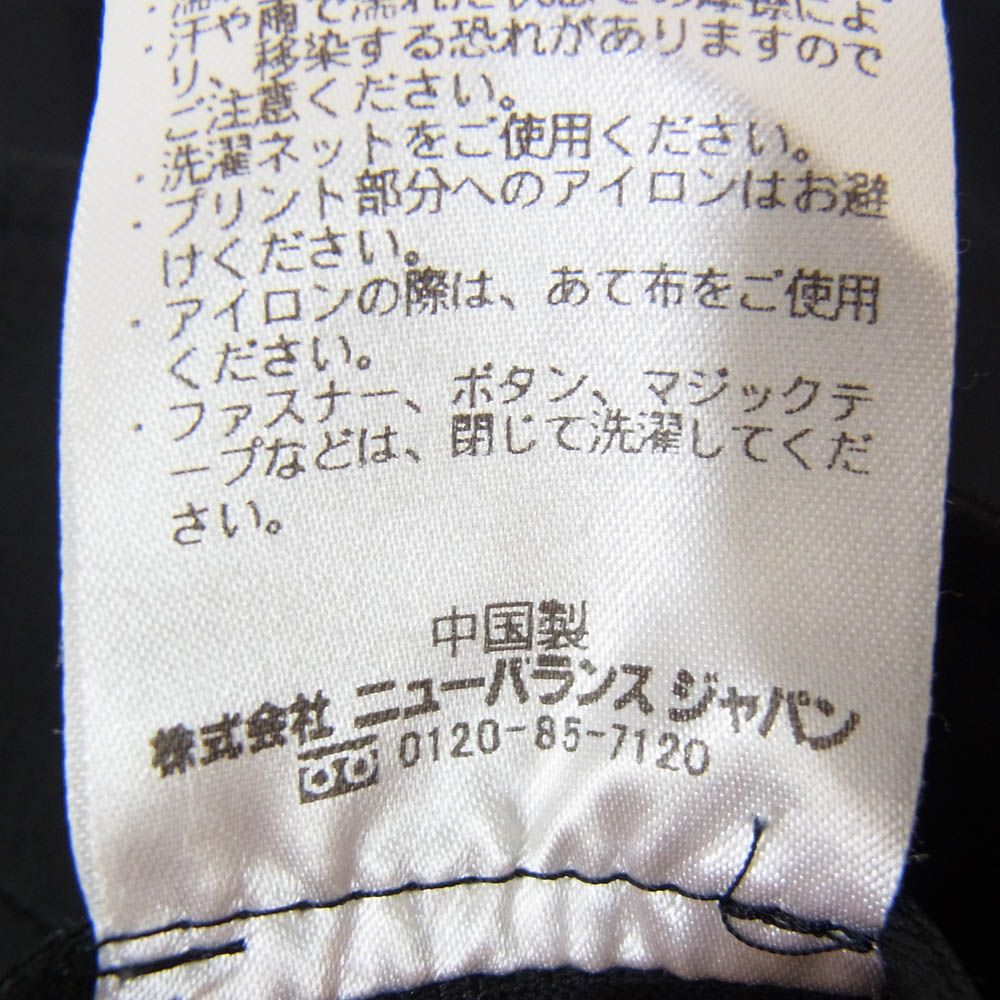 汗や雨で濡れた状態での摩擦によ
り、移染する恐れがありますので
ご注意ください。
・洗濯ネットをご使用ください。
・プリント部分へのアイロンはお避
けください。
・アイロンの際は、あて布をご使用
ください。
・ファスナー、ボタン、マジックテ
ープなどは、閉じて洗濯してくだ
さい。
中国製
株式会社 ニューバランス ジャパン
0120-85-7120